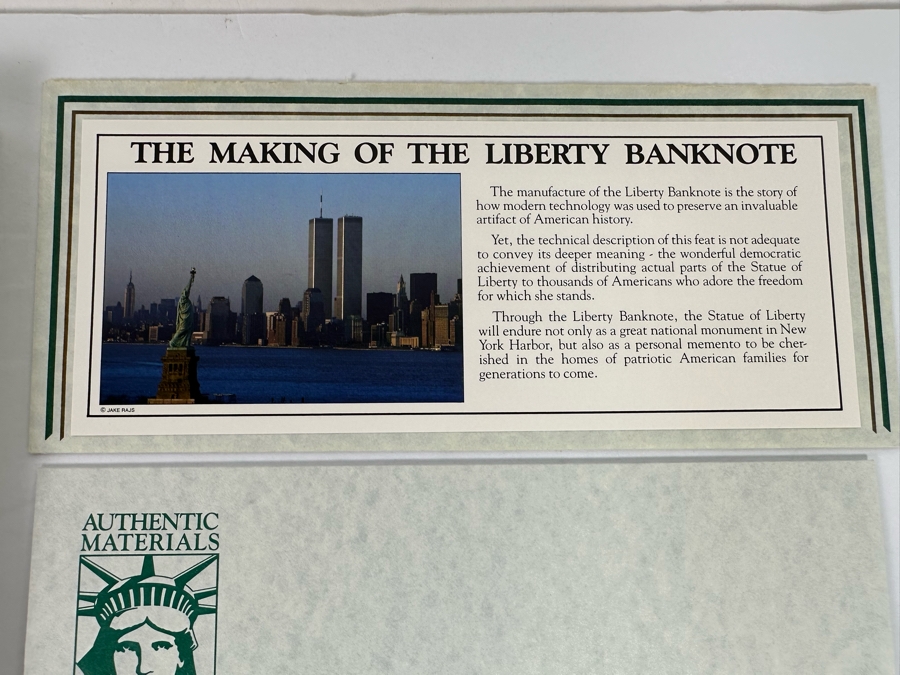 THE MAKING OF THE LIBERTY BANKNOTE
The manufacture of the Liberty Banknote is the story of
how modern technology was used to preserve an invaluable
artifact of American history.
Yet, the technical description of this feat is not adequate
to convey its deeper meaning - the wonderful democratic
achievement of distributing actual parts of the Statue of
Liberty to thousands of Americans who adore the freedom
for which she stands.
Through the Liberty Banknote, the Statue of Liberty
will endure not only as a great national monument in New
York Harbor, but also as a personal memento to be cher-
ished in the homes of patriotic American families for
generations to come.
© JAKE RAJS
AUTHENTIC
MATERIALS